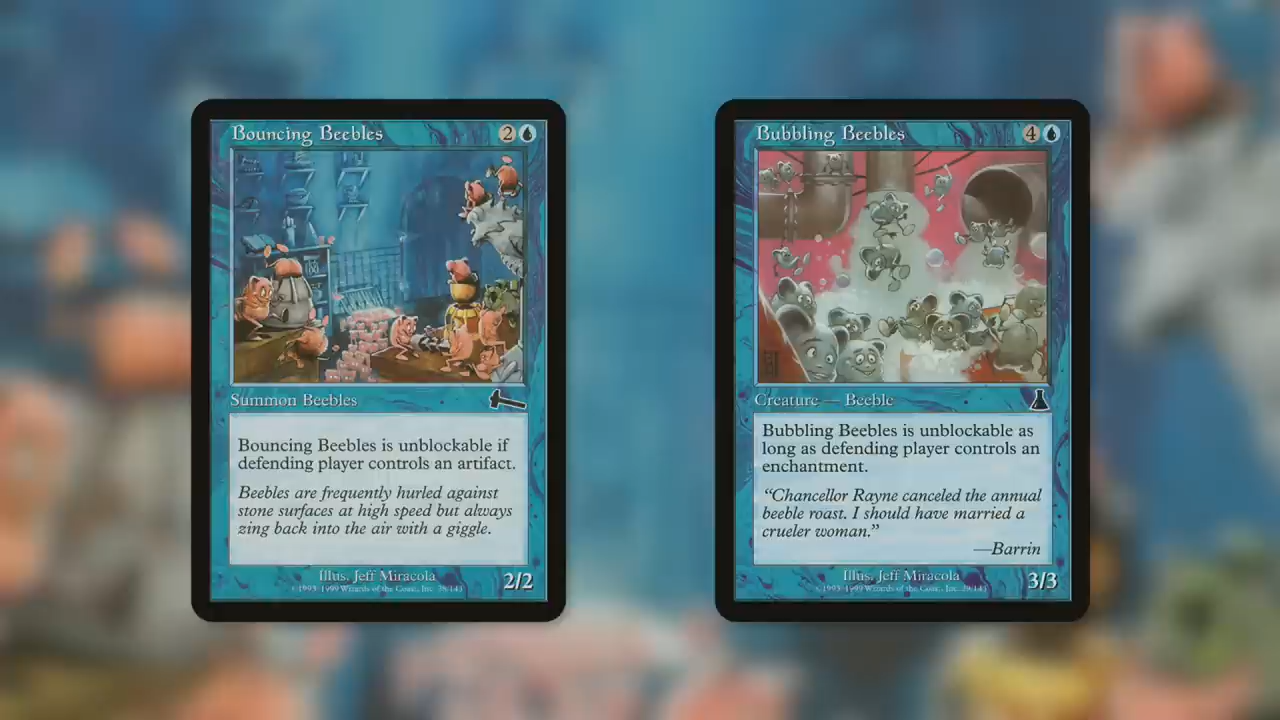 Bouncing Beebles 2
Summon Beebles
Bouncing Beebles is unblockable if
defending player controls an artifact.
Beebles are frequently hurled against
stone surfaces at high speed but always
zing back into the air with a giggle.
Illus. Jeff Miracola
2/2
Bubbling Beebles 4
Creature — Beeble
Bubbling Beebles is unblockable as
long as defending player controls an
enchantment.
“Chancellor Rayne canceled the annual
beeble roast. I should have married a
crueler woman.”
—Barrin
Illus. Jeff Miracola
3/3